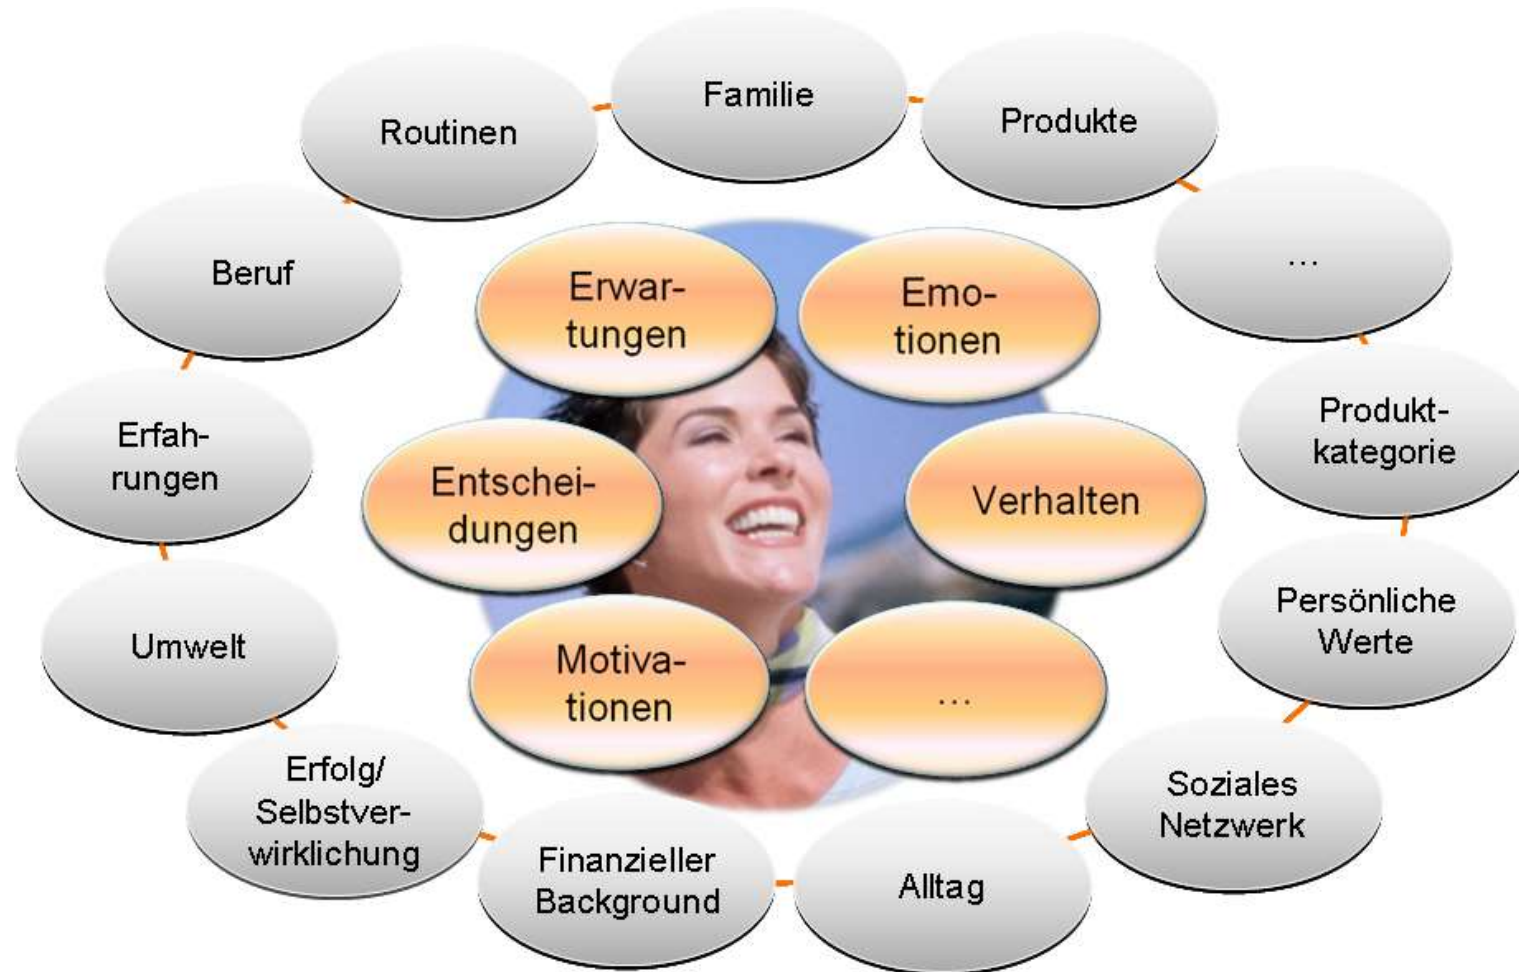 Familie
Routinen
Produkte
Beruf
…
Erwar-
tungen
Emo-
tionen
Erfah-
rungen
Produkt-
kategorie
Entschei-
dungen
Verhalten
Umwelt
Persönliche
Werte
Motiva-
tionen
…
Erfolg/
Selbstver-
wirklichung
Soziales
Netzwerk
Finanzieller
Background
Alltag